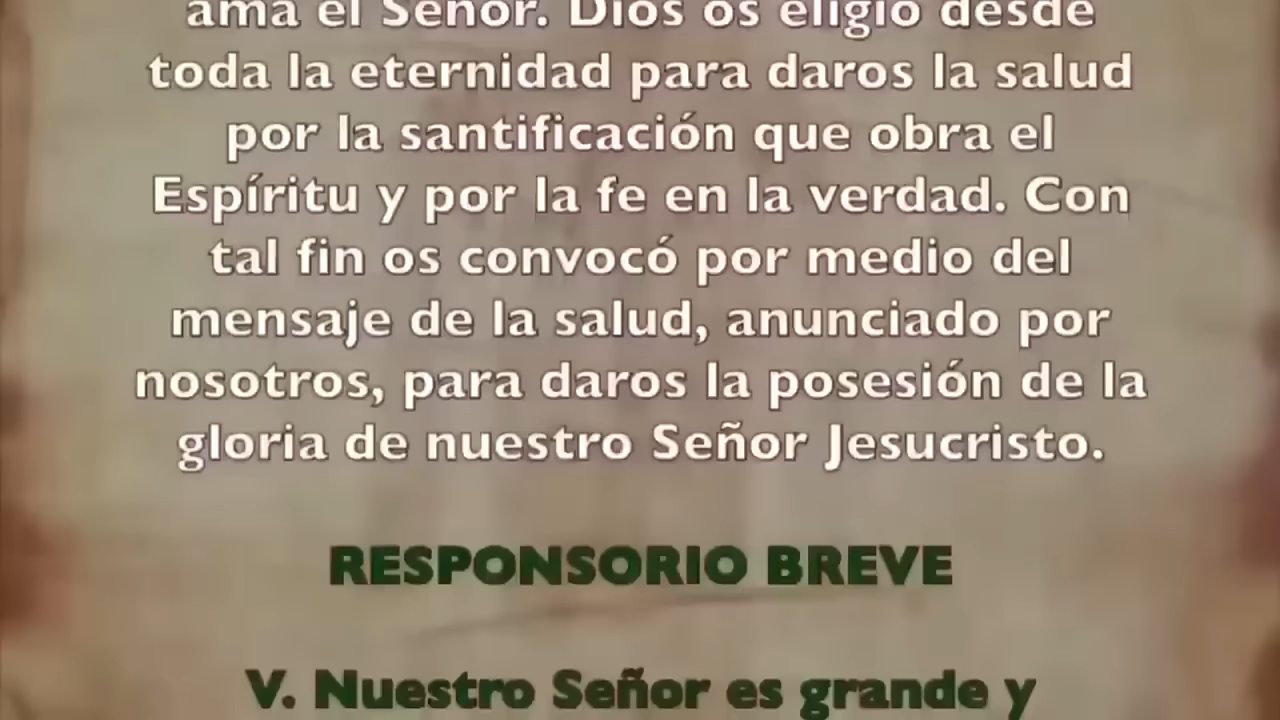 ama el Señor. Dios os eligió desde
toda la eternidad para daros la salud
por la santificación que obra el
Espíritu y por la fe en la verdad. Con
tal fin os convocó por medio del
mensaje de la salud, anunciado por
nosotros, para daros la posesión de la
gloria de nuestro Señor Jesucristo.
RESPONSORIO BREVE
V. Nuestro Señor es grande y